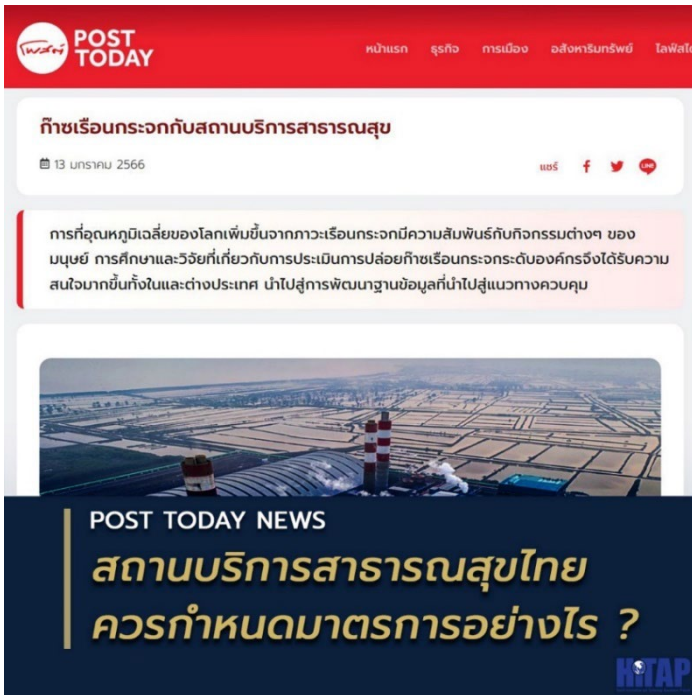 โพสต์
POST
TODAY
หน้าแรก ธุรกิจ การเมือง อสังหาริมทรัพย์ ไลฟ์สไต
ก๊าซเรือนกระจกกับสถานบริการสาธารณสุข
13 มกราคม 2566
แชร์ f LINE
การที่อุณหภูมิเฉลี่ยของโลกเพิ่มขึ้นจากภาวะเรือนกระจกมีความสัมพันธ์กับกิจกรรมต่างๆ ของ
มนุษย์ การศึกษาและวิจัยที่เกี่ยวกับการประเมินการปล่อยก๊าซเรือนกระจกระดับองค์กรจึงได้รับความ
สนใจมากขึ้นทั้งในและต่างประเทศ นำไปสู่การพัฒนาฐานข้อมูลที่นำไปสู่แนวทางควบคุม
POST TODAY NEWS
สถานบริการสาธารณสุขไทย
ควรกำหนดมาตรการอย่างไร ?
HITAP